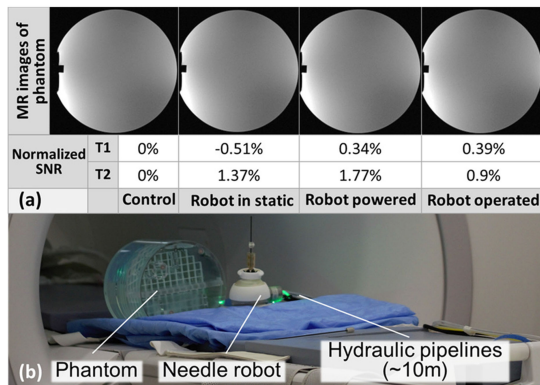 MR images of
phantom
Normalized
SNR
T1
0%
-0.51%
0.34%
0.39%
T2
0%
1.37%
1.77%
0.9%
(a)
Control
Robot in static
Robot powered
Robot operated
(b)
Phantom
Needle robot
Hydraulic pipelines
(~10m)